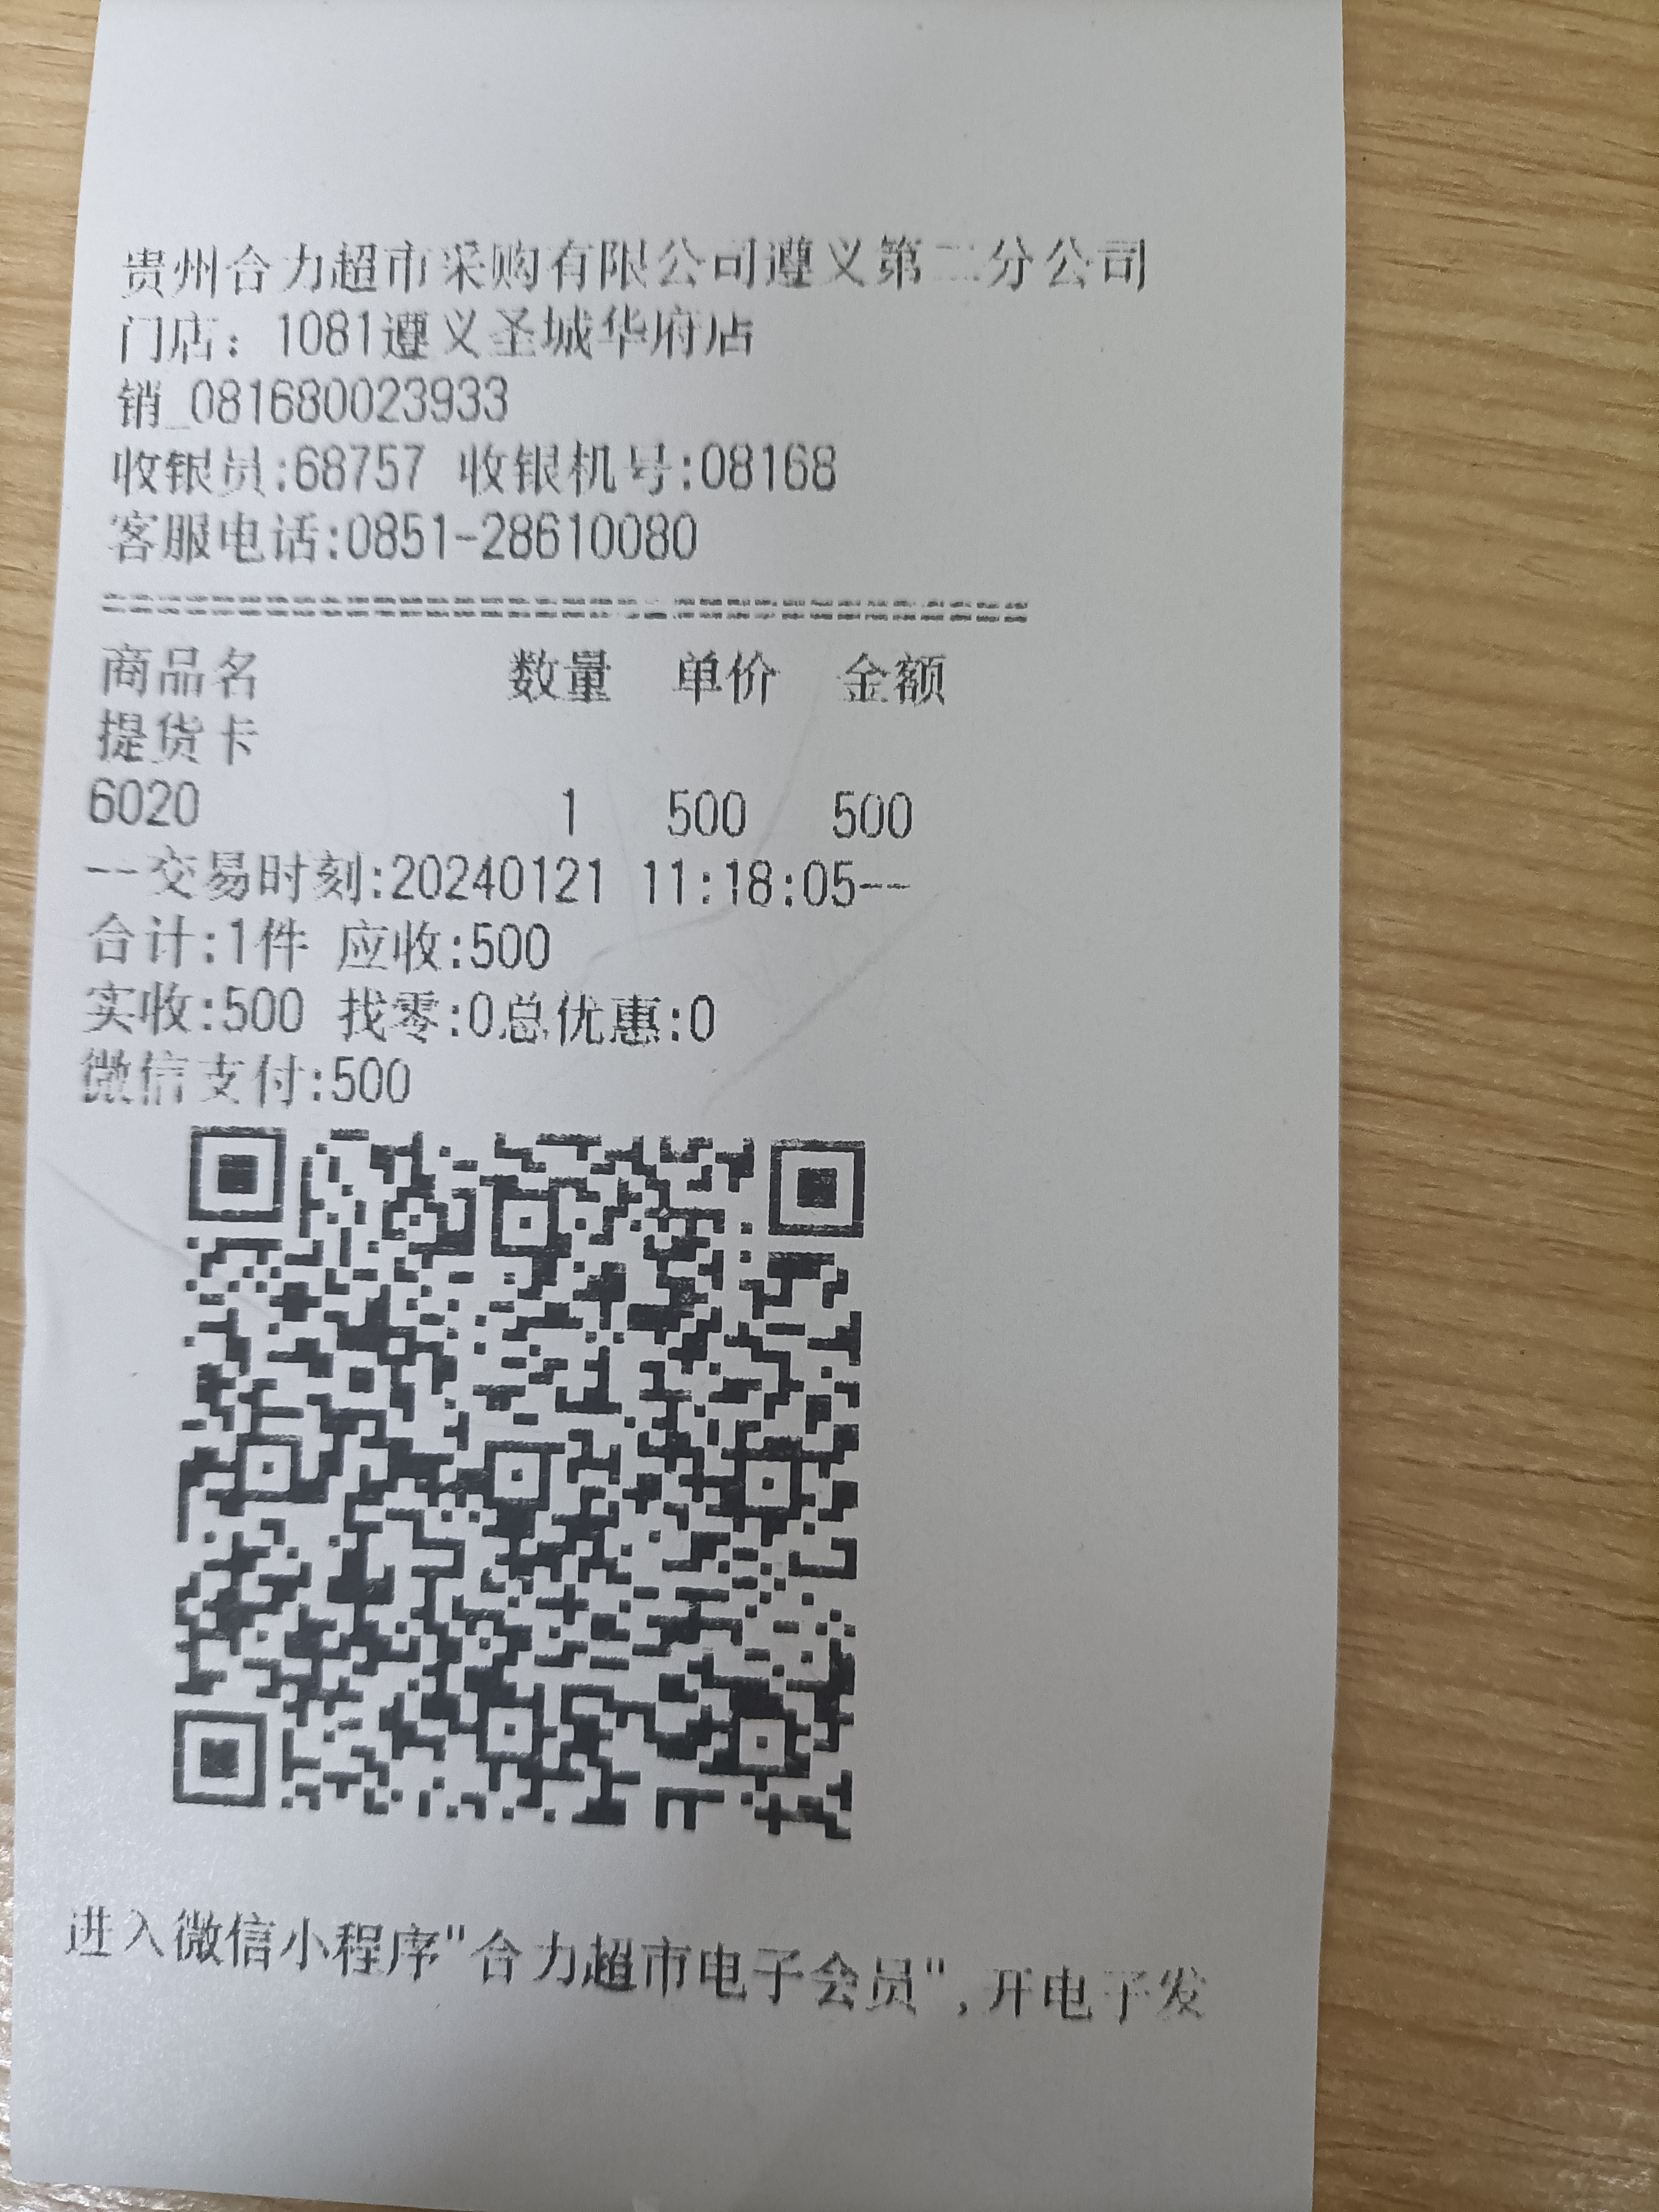 贵州合力超市采购有限公司遵义第二分公司
门店：1081遵义圣城华府店
销_081680023933
收银员:68757 收银机号:08168
客服电话:0851-28610080
===================================
商品名 数量 单价 金额
提货卡
6020 1 500 500
--交易时刻:20240121 11:18:05--
合计:1件 应收:500
实收:500 找零:0总优惠:0
微信支付:500
进入微信小程序"合力超市电子会员",开电子发